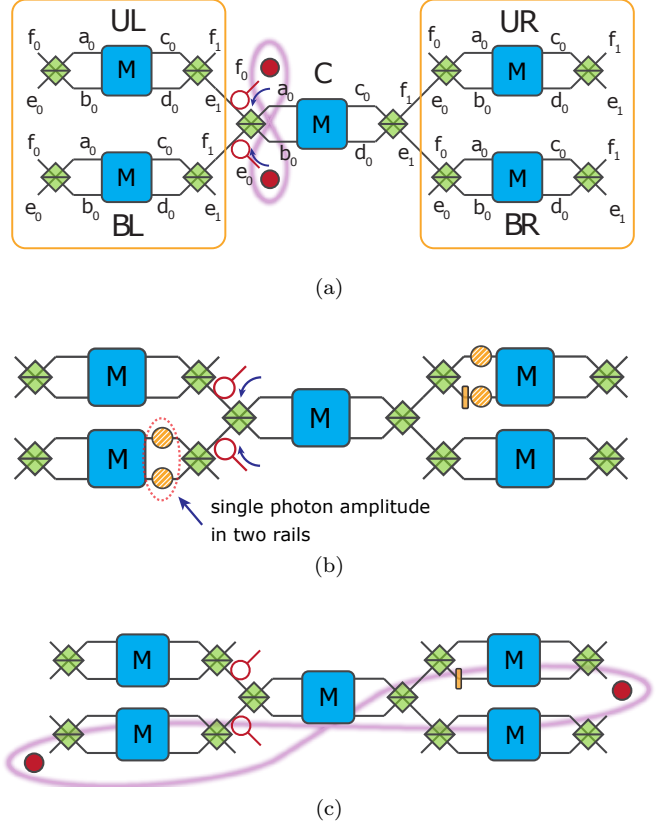 UL
UR
f₀ a₀ c₀ f₁
M
e₀ b₀ d₀ e₁
f₀ a₀ c₀ f₁
M
e₀ b₀ d₀ e₁
BL
C
f₀ a₀ c₀ f₁
M
e₀ b₀ d₀ e₁
f₀ a₀ c₀ f₁
M
e₀ b₀ d₀ e₁
f₀ a₀ c₀ f₁
M
e₀ b₀ d₀ e₁
BR
(a)
M
M
M
M
M
single photon amplitude
in two rails
(b)
M
M
M
M
M
(c)